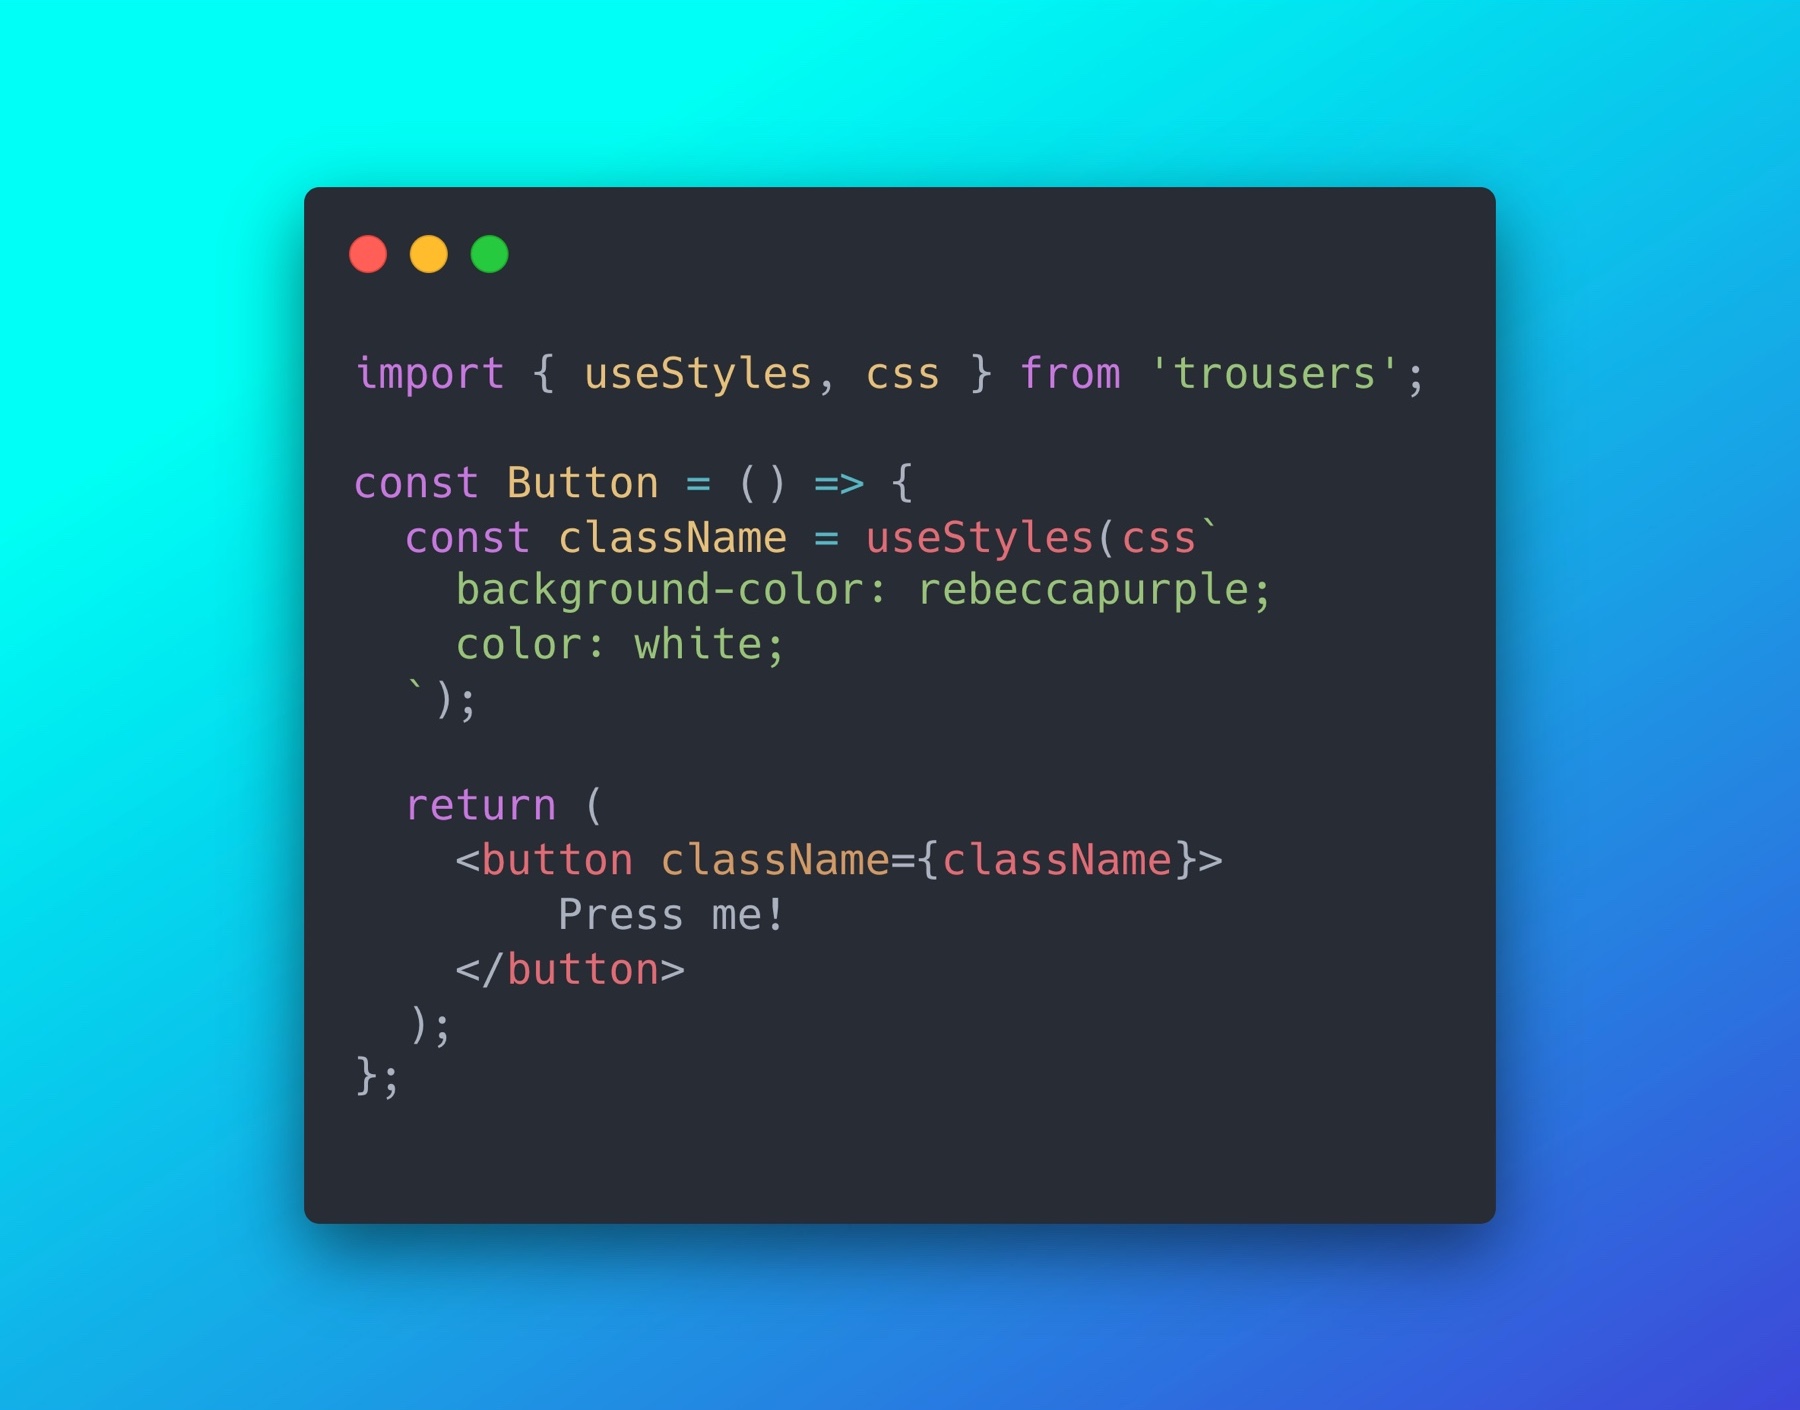 import { useStyles, css } from 'trousers';

const Button = () => {
  const className = useStyles(css`
    background-color: rebeccapurple;
    color: white;
  `);

  return (
    <button className={className}>
        Press me!
    </button>
  );
};